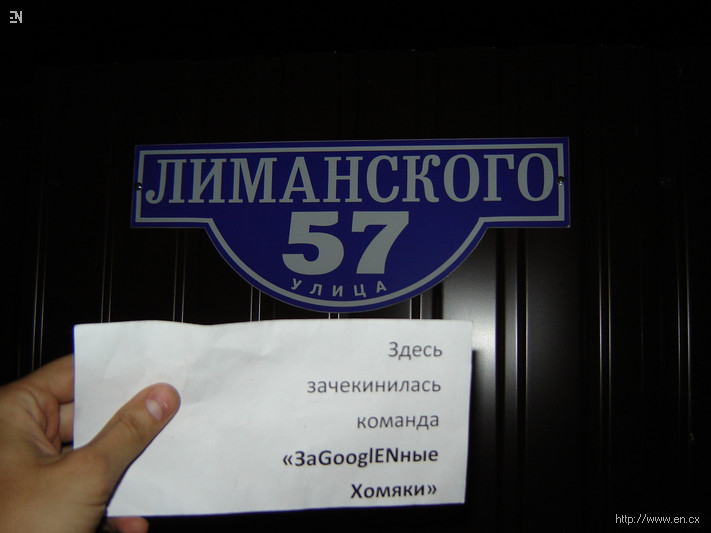 EN
ЛИМАНСКОГО
57
УЛИЦА
Здесь
зачекинилась
команда
«ЗаGooglENные
Хомяки»
http://www.en.cx